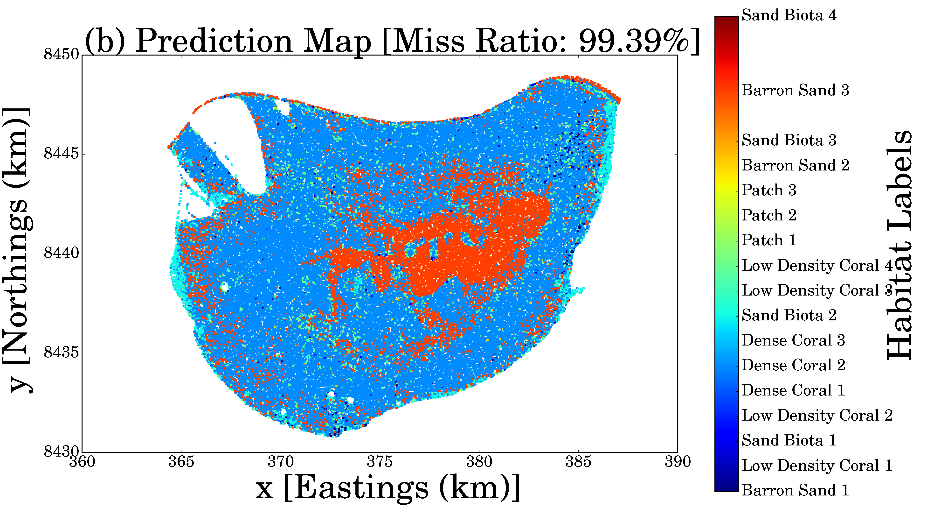 (b) Prediction Map [Miss Ratio: 99.39%]
y [Northings (km)]
8450
8445
8440
8435
8430
360
365
370
375
380
385
390
x [Eastings (km)]
Sand Biota 4
Barron Sand 3
Sand Biota 3
Barron Sand 2
Patch 3
Patch 2
Patch 1
Low Density Coral 4
Low Density Coral 3
Sand Biota 2
Dense Coral 3
Dense Coral 2
Dense Coral 1
Low Density Coral 2
Sand Biota 1
Low Density Coral 1
Barron Sand 1
Habitat Labels